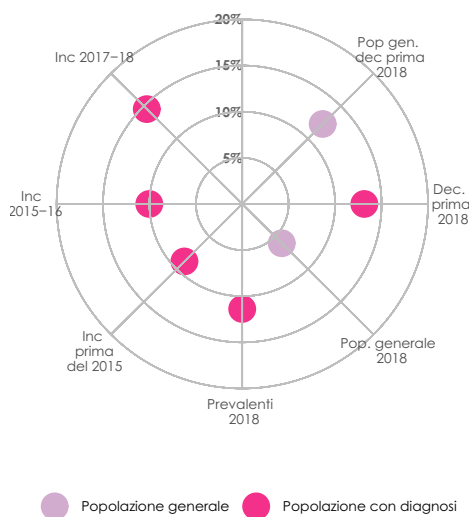 20%
Pop gen.
dec prima
2018
Inc 2017–18
15%
10%
5%
Inc
2015–16
Dec.
prima
2018
Inc
prima
del 2015
Pop. generale
2018
Prevalenti
2018
Popolazione generale
Popolazione con diagnosi